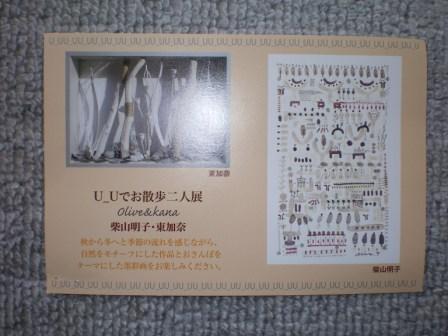 東加奈
U_Uでお散歩二人展
Olive&kana
柴山明子・東加奈
秋から冬へと季節の流れを感じながら、
自然をモチーフにした作品とおさんぽを
テーマにした墨彩画をお楽しみください。
柴山明子